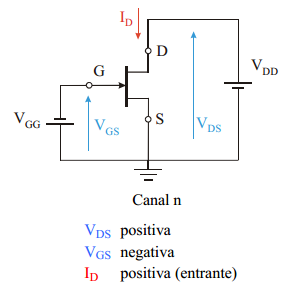 I_D
D
G
V_DD
V_GG
V_GS
S
V_DS
Canal n
V_DS positiva
V_GS negativa
I_D positiva (entrante)